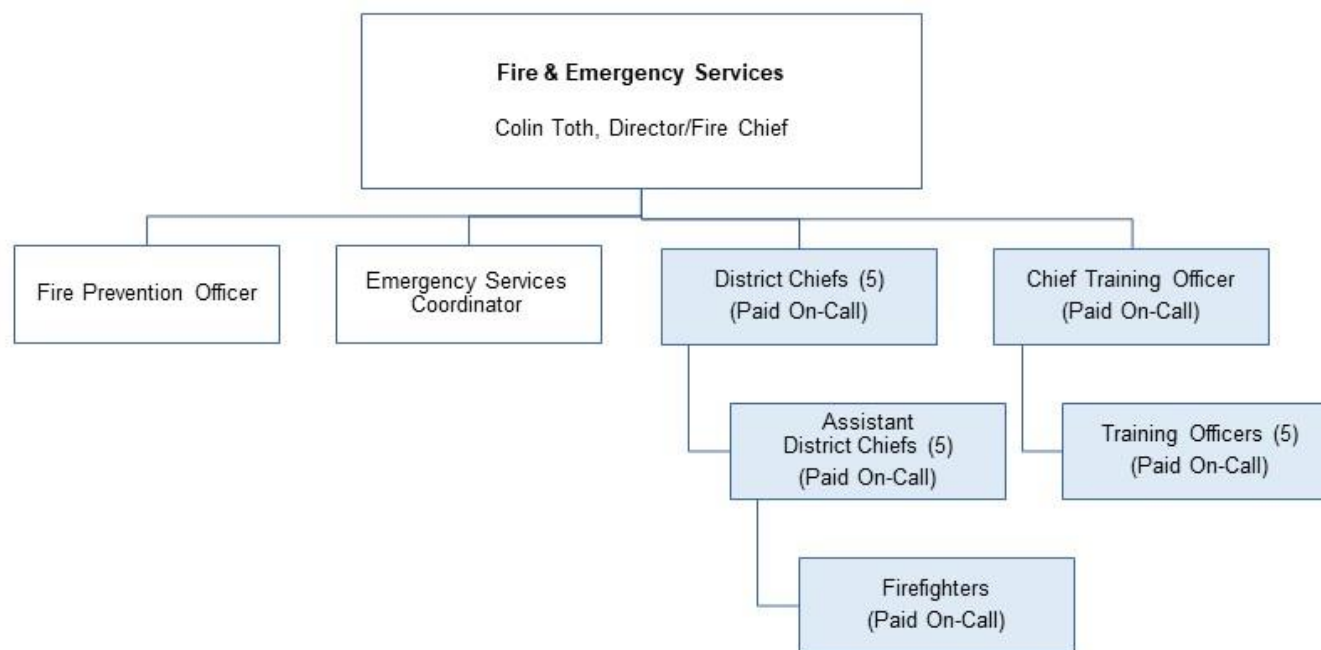 Fire & Emergency Services
Colin Toth, Director/Fire Chief
Fire Prevention Officer
Emergency Services
Coordinator
District Chiefs (5)
(Paid On-Call)
Chief Training Officer
(Paid On-Call)
Assistant
District Chiefs (5)
(Paid On-Call)
Training Officers (5)
(Paid On-Call)
Firefighters
(Paid On-Call)